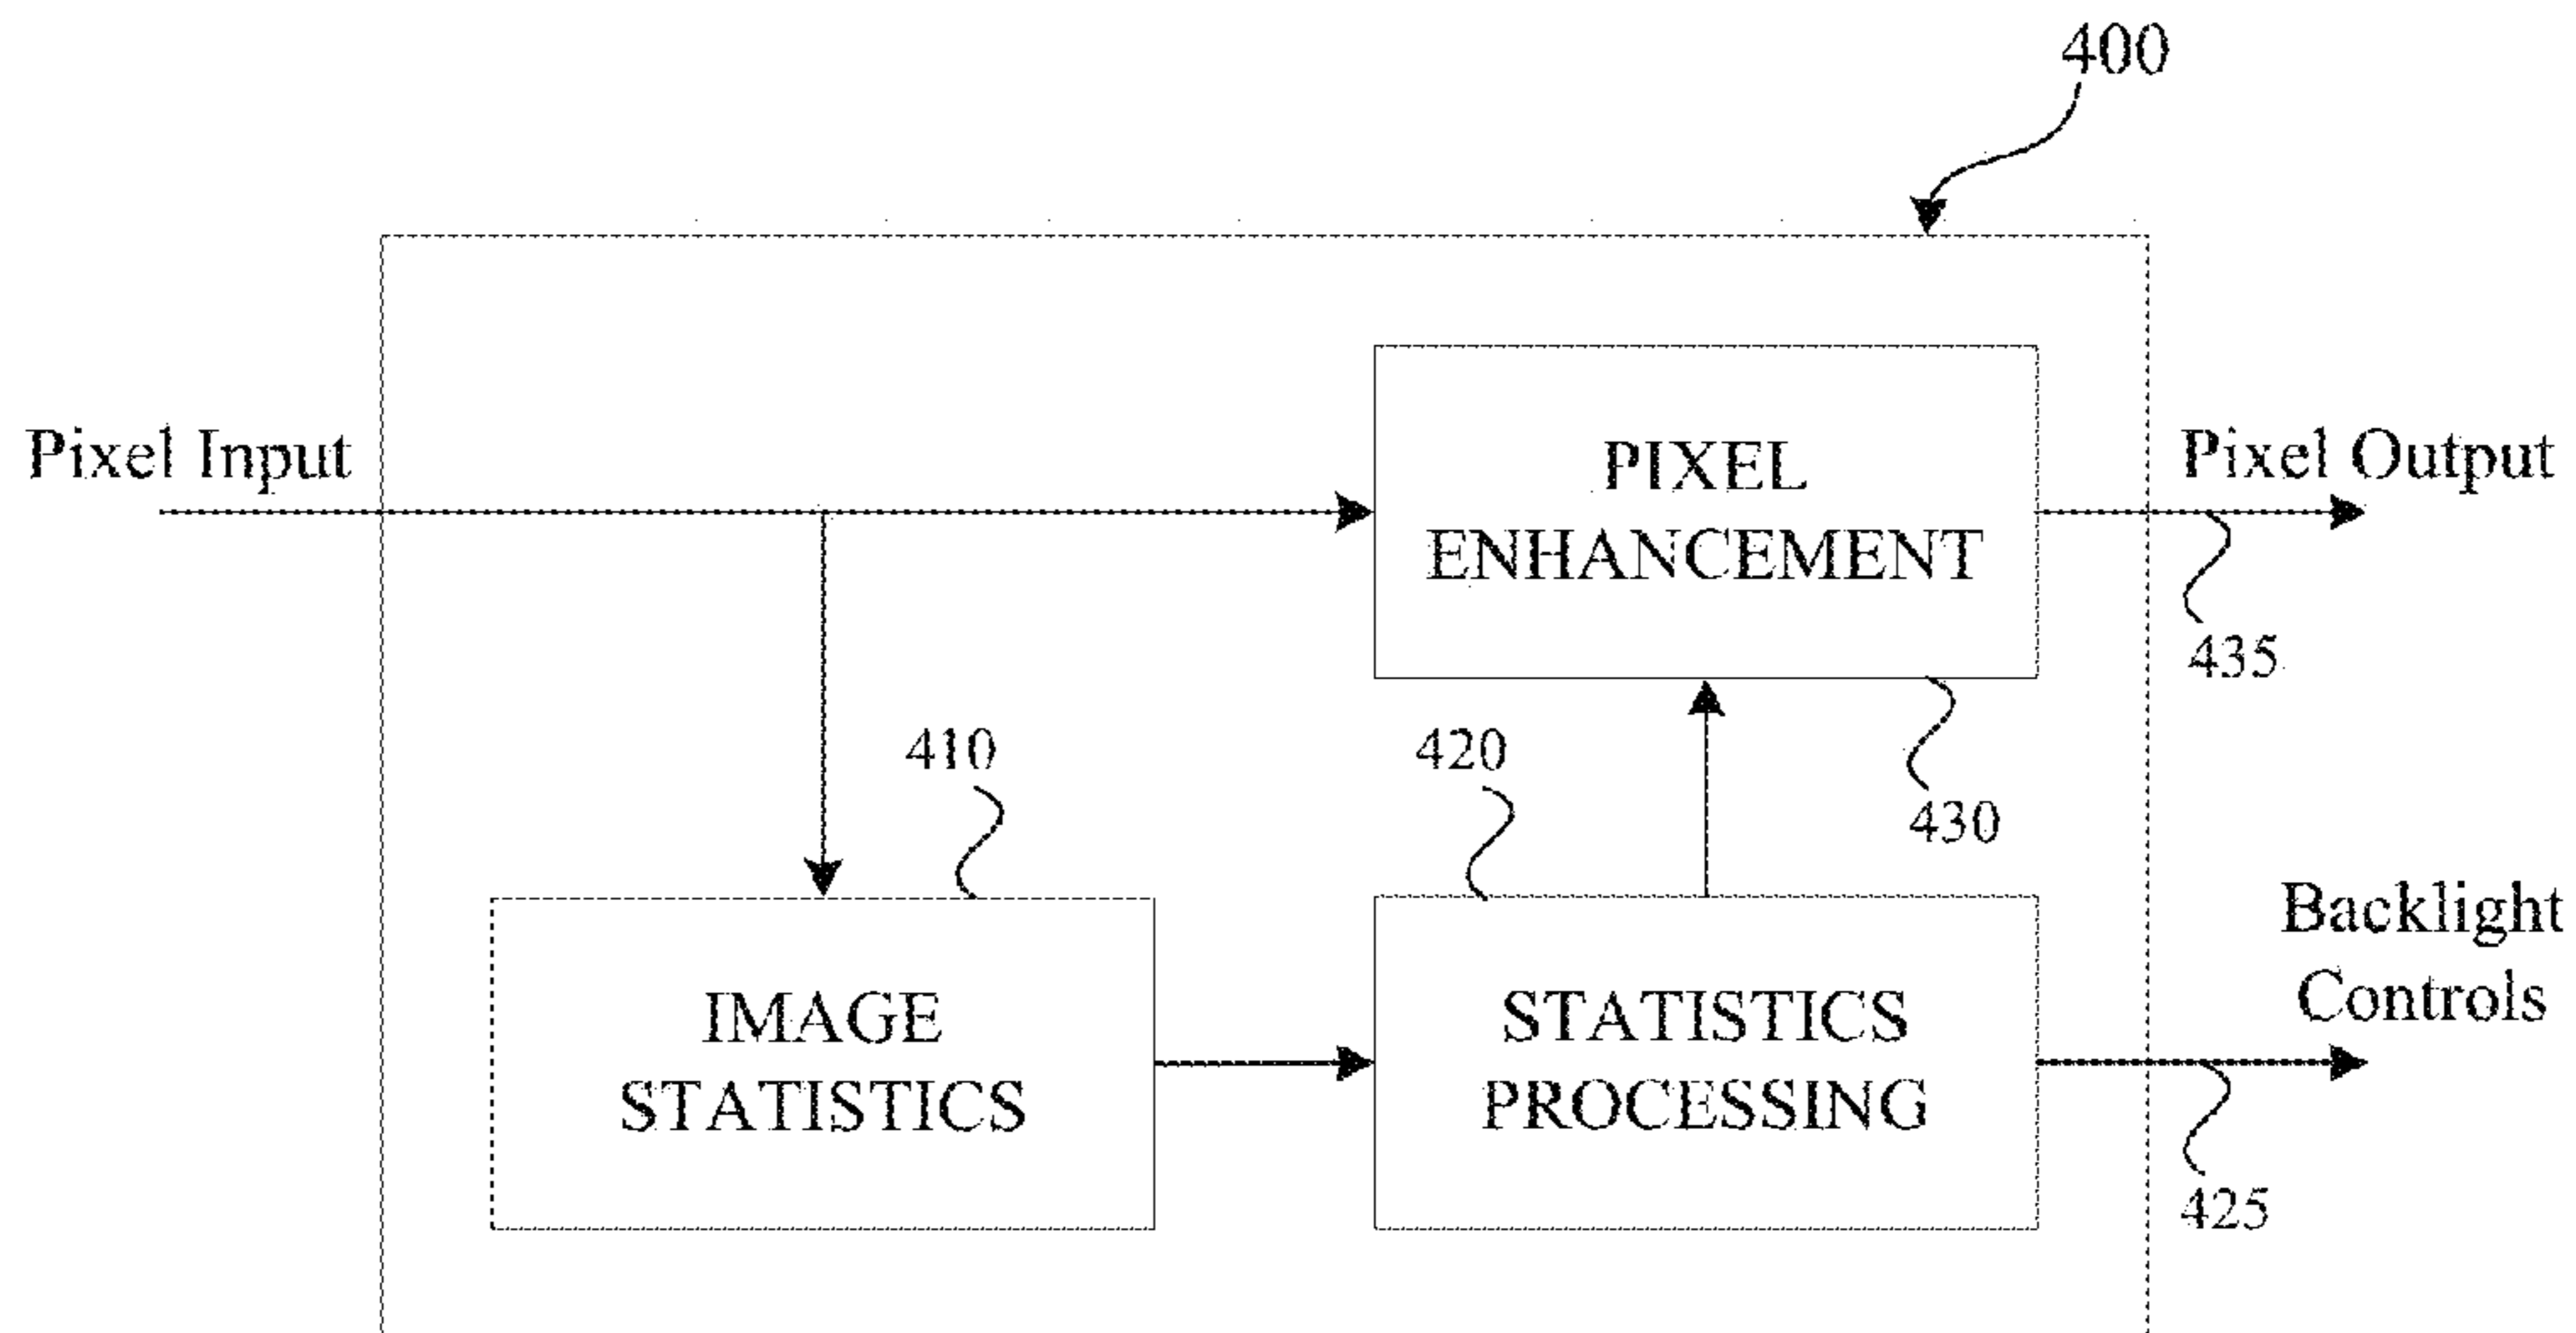 400
Pixel Input
PIXEL
ENHANCEMENT
Pixel Output
435
410
420
430
IMAGE
STATISTICS
STATISTICS
PROCESSING
Backlight
Controls
425